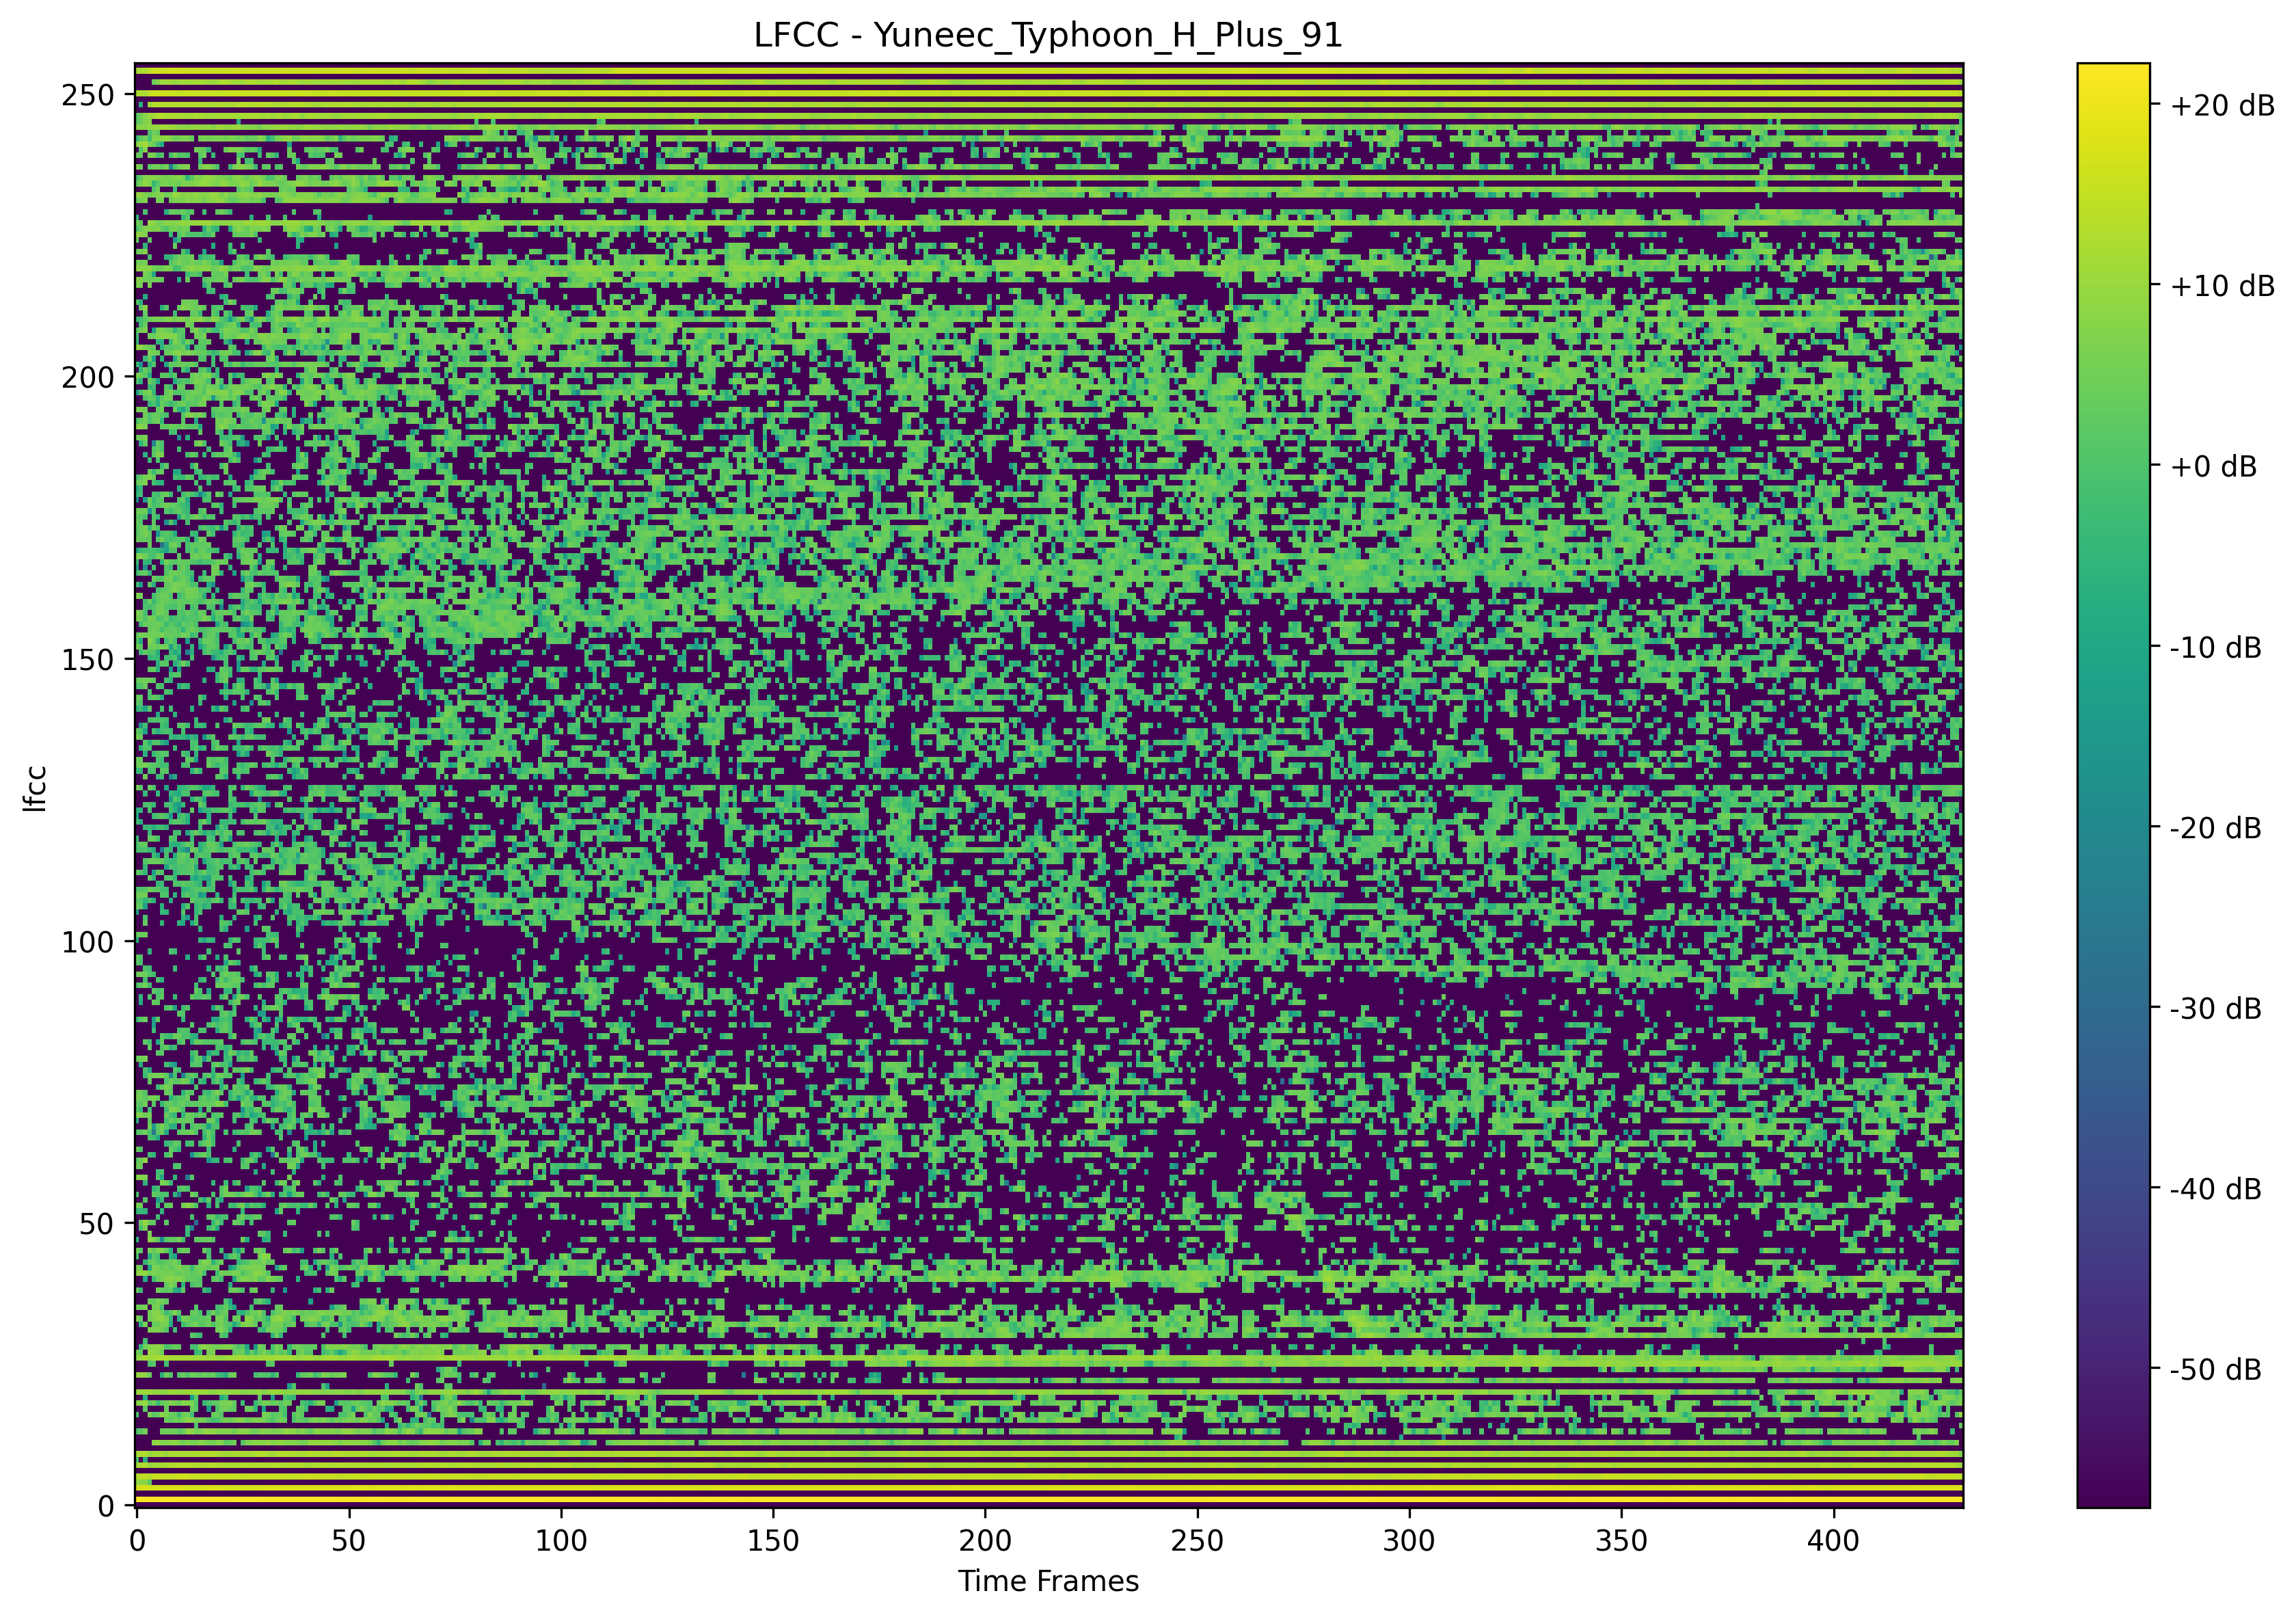 LFCC - Yuneec_Typhoon_H_Plus_91
250
200
150
100
50
0
lfcc
0 50 100 150 200 250 300 350 400
Time Frames
+20 dB
+10 dB
+0 dB
-10 dB
-20 dB
-30 dB
-40 dB
-50 dB